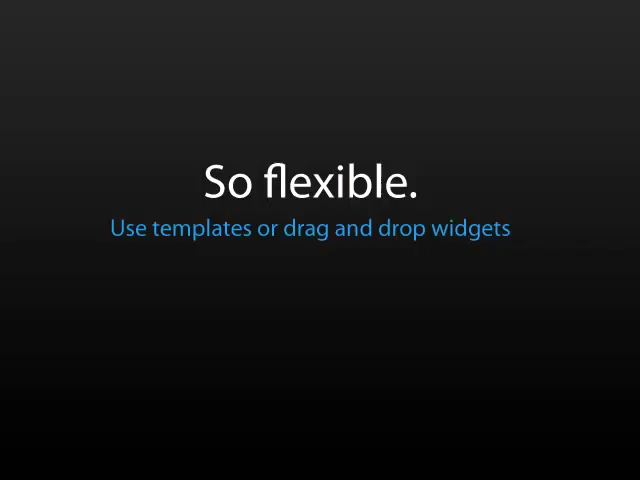 So flexible.
Use templates or drag and drop widgets